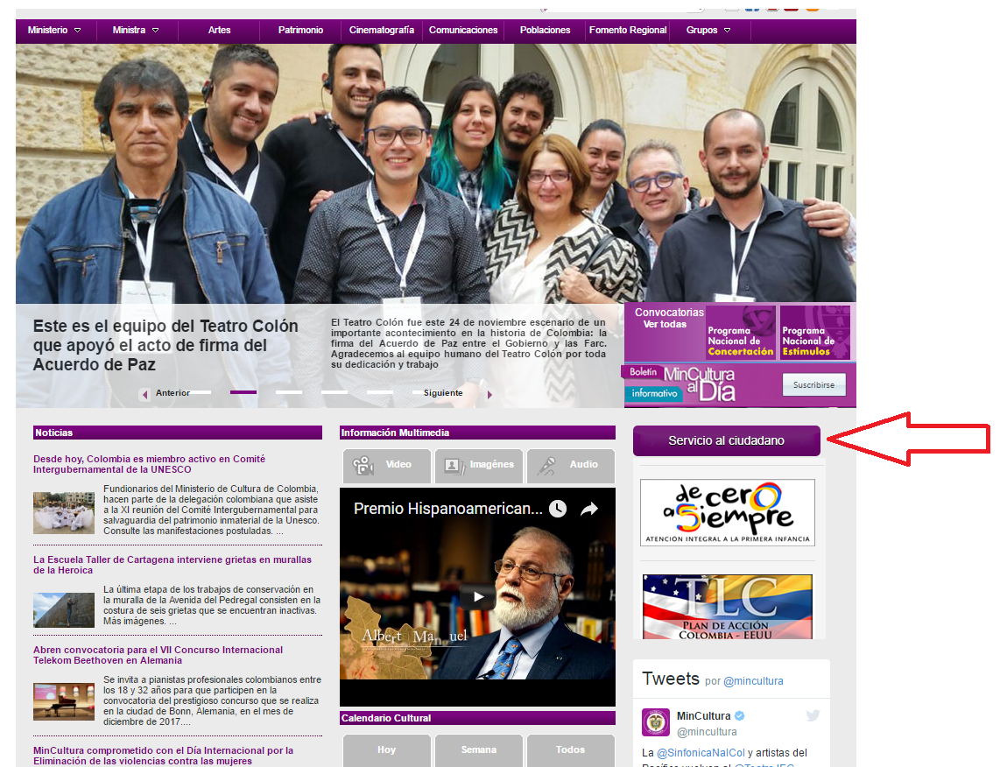 Ministerio
Ministra
Artes
Patrimonio
Cinematografía
Comunicaciones
Poblaciones
Fomento Regional
Grupos
Este es el equipo del Teatro Colón
que apoyó el acto de firma del
Acuerdo de Paz
El Teatro Colón fue este 24 de noviembre escenario de un
importante acontecimiento en la historia de Colombia: la
firma del Acuerdo de Paz entre el Gobierno y las Farc.
Agradecemos al equipo humano del Teatro Colón por toda
su dedicación y trabajo
Anterior
Siguiente
Convocatorias
Ver todas
Programa
Nacional de
Concertación
Programa
Nacional de
Estímulos
Boletín
informativo
MinCultura
al Día
Suscribirse
Noticias
Desde hoy, Colombia es miembro activo en Comité
Intergubernamental de la UNESCO
Fundionarios del Ministerio de Cultura de Colombia,
hacen parte de la delegación colombiana que asiste
a la XI reunión del Comité Intergubernamental para
salvaguardia del patrimonio inmaterial de la Unesco.
Consulte las manifestaciones postuladas. ...
La Escuela Taller de Cartagena interviene grietas en murallas
de la Heroica
La última etapa de los trabajos de conservación en
la muralla de la Avenida del Pedregal consisten en la
costura de seis grietas que se encuentran inactivas.
Más imágenes. ...
Abren convocatoria para el VII Concurso Internacional
Telekom Beethoven en Alemania
Se invita a pianistas profesionales colombianos entre
los 18 y 32 años para que participen en la
convocatoria del prestigioso concurso que se realiza
en la ciudad de Bonn, Alemania, en el mes de
diciembre de 2017....
MinCultura comprometido con el Día Internacional por la
Eliminación de las violencias contra las mujeres
Información Multimedia
Video
Imagénes
Audio
Premio Hispanoamerican...
Albert Manuel
Calendario Cultural
Hoy
Semana
Todos
Servicio al ciudadano
de cero
a Siempre
ATENCIÓN INTEGRAL A LA PRIMERA INFANCIA
TLC
PLAN DE ACCIÓN
COLOMBIA - EEUU
Tweets por @mincultura
MinCultura
@mincultura
La @SinfonicaNalCol y artistas del